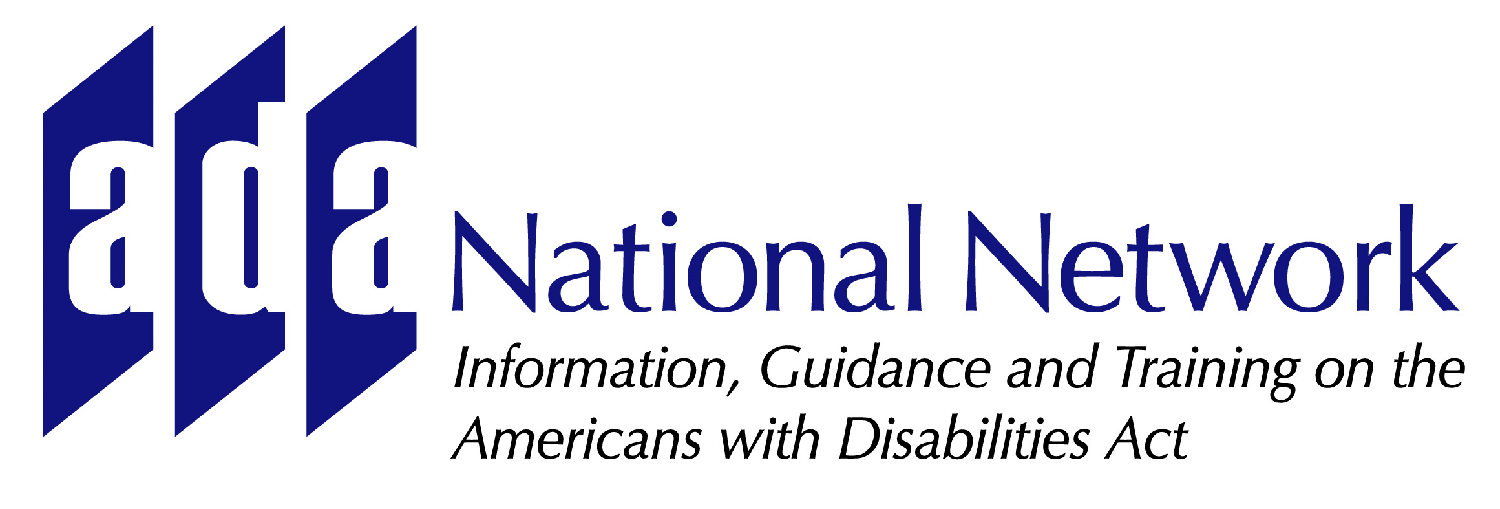 ada National Network
Information, Guidance and Training on the
Americans with Disabilities Act